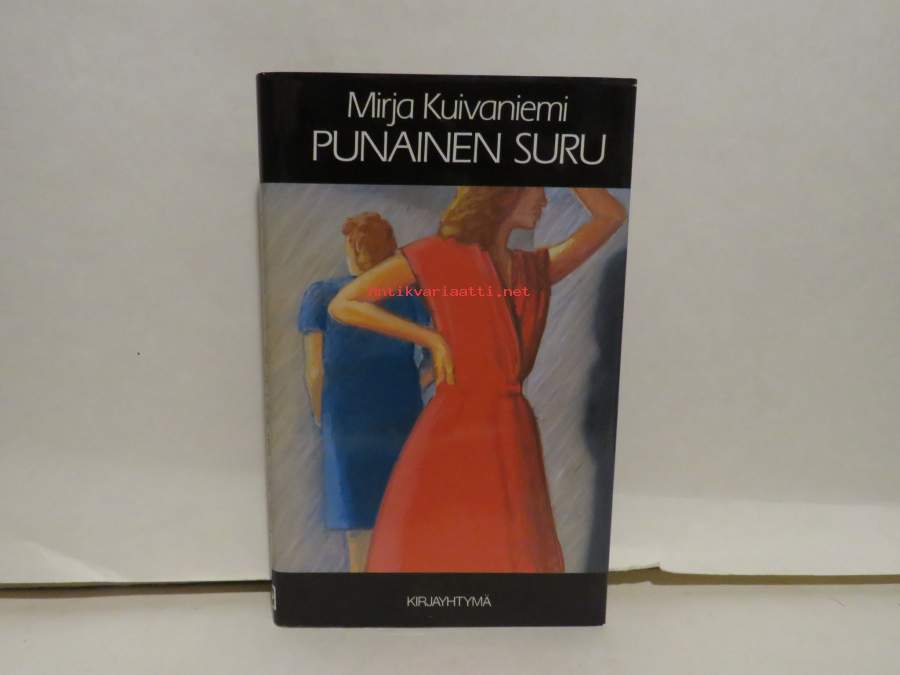 Mirja Kuivaniemi
PUNAINEN SURU
Antikvariaatti.net
KIRJAYHTYMÄ